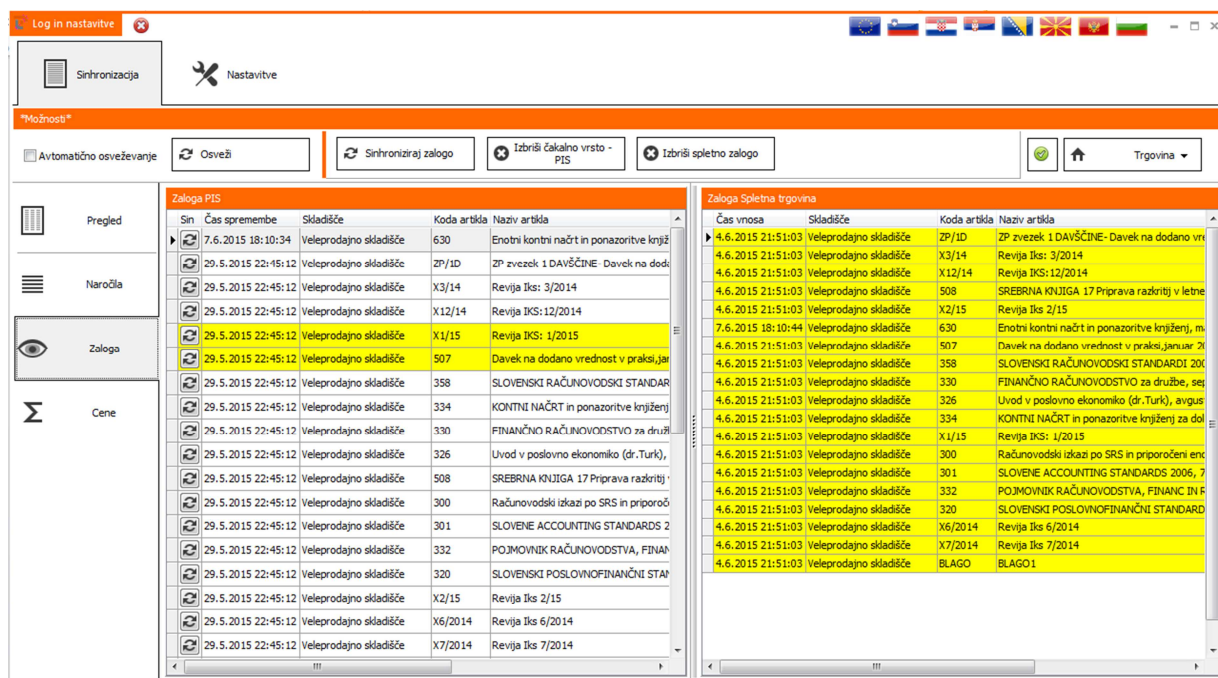 Log in nastavitve
Sinhronizacija
Nastavitve
*Možnosti*
Avtomatično osveževanje
Osveži
Sinhroniziraj zalogo
Izbriši čakalno vrsto - PIS
Izbriši spletno zalogo
Trgovina
Pregled
Naročila
Zaloga
Cene
Zaloga PIS
Sin Čas spremembe Skladišče Koda artikla Naziv artikla
7.6.2015 18:10:34 Veleprodajno skladišče 630 Enotni kontni načrt in ponazoritve knjiž
29.5.2015 22:45:12 Veleprodajno skladišče ZP/1D ZP zvezek 1 DAVŠČINE- Davek na doda
29.5.2015 22:45:12 Veleprodajno skladišče X3/14 Revija Iks: 3/2014
29.5.2015 22:45:12 Veleprodajno skladišče X12/14 Revija IKS:12/2014
29.5.2015 22:45:12 Veleprodajno skladišče X1/15 Revija IKS: 1/2015
29.5.2015 22:45:12 Veleprodajno skladišče 507 Davek na dodano vrednost v praksi,jan
29.5.2015 22:45:12 Veleprodajno skladišče 358 SLOVENSKI RAČUNOVODSKI STANDAR
29.5.2015 22:45:12 Veleprodajno skladišče 334 KONTNI NAČRT in ponazoritve knjiženj
29.5.2015 22:45:12 Veleprodajno skladišče 330 FINANČNO RAČUNOVODSTVO za druž
29.5.2015 22:45:12 Veleprodajno skladišče 326 Uvod v poslovno ekonomiko (dr.Turk),
29.5.2015 22:45:12 Veleprodajno skladišče 508 SREBRNA KNJIGA 17 Priprava razkritij v
29.5.2015 22:45:12 Veleprodajno skladišče 300 Računovodski izkazi po SRS in priporoč
29.5.2015 22:45:12 Veleprodajno skladišče 301 SLOVENE ACCOUNTING STANDARDS 2
29.5.2015 22:45:12 Veleprodajno skladišče 332 POJMOVNIK RAČUNOVODSTVA, FINAN
29.5.2015 22:45:12 Veleprodajno skladišče 320 SLOVENSKI POSLOVNOFINANČNI STAN
29.5.2015 22:45:12 Veleprodajno skladišče X2/15 Revija Iks 2/15
29.5.2015 22:45:12 Veleprodajno skladišče X6/2014 Revija Iks 6/2014
29.5.2015 22:45:12 Veleprodajno skladišče X7/2014 Revija Iks 7/2014
Zaloga Spletna trgovina
Čas vnosa Skladišče Koda artikla Naziv artikla
4.6.2015 21:51:03 Veleprodajno skladišče ZP/1D ZP zvezek 1 DAVŠČINE- Davek na dodano vre
4.6.2015 21:51:03 Veleprodajno skladišče X3/14 Revija Iks: 3/2014
4.6.2015 21:51:03 Veleprodajno skladišče X12/14 Revija IKS:12/2014
4.6.2015 21:51:03 Veleprodajno skladišče 508 SREBRNA KNJIGA 17 Priprava razkritij v letne
4.6.2015 21:51:03 Veleprodajno skladišče X2/15 Revija Iks 2/15
7.6.2015 18:10:44 Veleprodajno skladišče 630 Enotni kontni načrt in ponazoritve knjiženj, ma
4.6.2015 21:51:03 Veleprodajno skladišče 507 Davek na dodano vrednost v praksi,januar 20
4.6.2015 21:51:03 Veleprodajno skladišče 358 SLOVENSKI RAČUNOVODSKI STANDARDI 200
4.6.2015 21:51:03 Veleprodajno skladišče 330 FINANČNO RAČUNOVODSTVO za družbe, sep
4.6.2015 21:51:03 Veleprodajno skladišče 326 Uvod v poslovno ekonomiko (dr.Turk), avgus
4.6.2015 21:51:03 Veleprodajno skladišče 334 KONTNI NAČRT in ponazoritve knjiženj za dol
4.6.2015 21:51:03 Veleprodajno skladišče X1/15 Revija IKS: 1/2015
4.6.2015 21:51:03 Veleprodajno skladišče 300 Računovodski izkazi po SRS in priporočeni enc
4.6.2015 21:51:03 Veleprodajno skladišče 301 SLOVENE ACCOUNTING STANDARDS 2006, 7
4.6.2015 21:51:03 Veleprodajno skladišče 332 POJMOVNIK RAČUNOVODSTVA, FINANC IN R
4.6.2015 21:51:03 Veleprodajno skladišče 320 SLOVENSKI POSLOVNOFINANČNI STANDARD
4.6.2015 21:51:03 Veleprodajno skladišče X6/2014 Revija Iks 6/2014
4.6.2015 21:51:03 Veleprodajno skladišče X7/2014 Revija Iks 7/2014
4.6.2015 21:51:03 Veleprodajno skladišče BLAGO BLAGO1